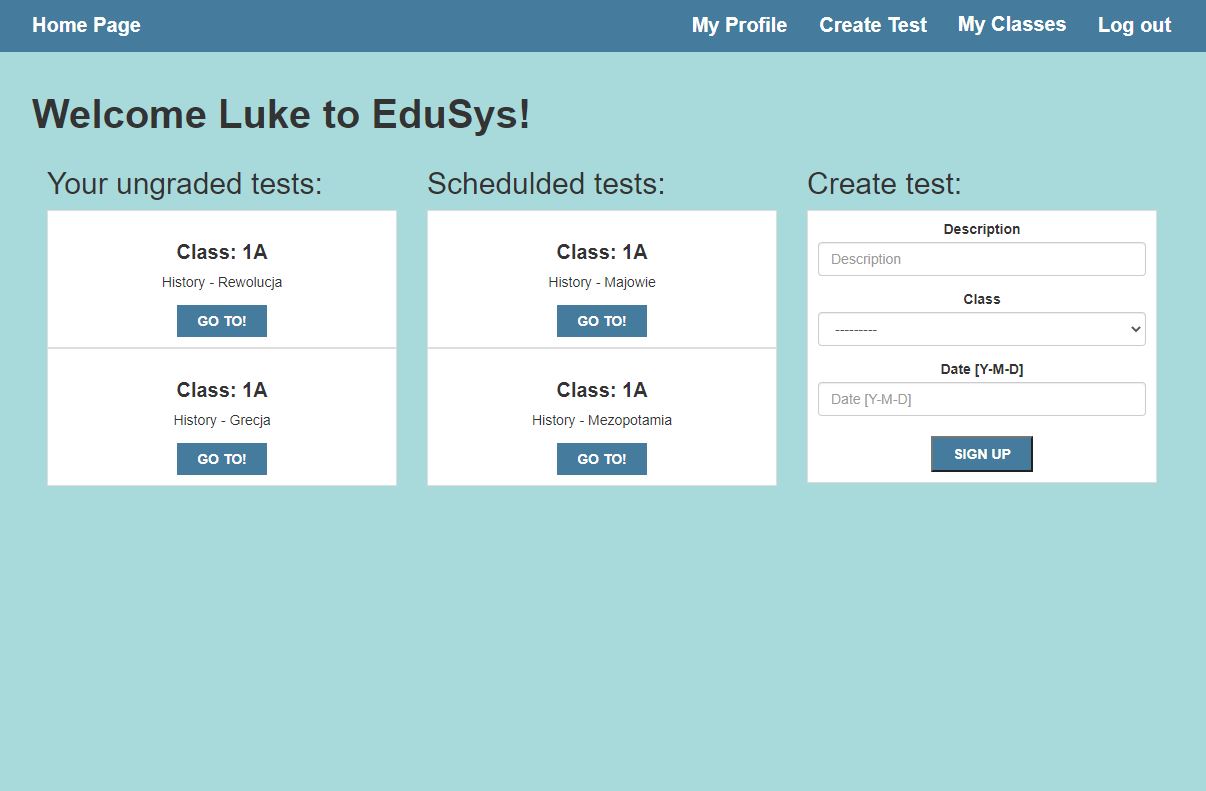 Home Page
My Profile
Create Test
My Classes
Log out
Welcome Luke to EduSys!
Your ungraded tests:
Class: 1A
History - Rewolucja
GO TO!
Class: 1A
History - Grecja
GO TO!
Schedulded tests:
Class: 1A
History - Majowie
GO TO!
Class: 1A
History - Mezopotamia
GO TO!
Create test:
Description
Description
Class
---------
Date [Y-M-D]
Date [Y-M-D]
SIGN UP